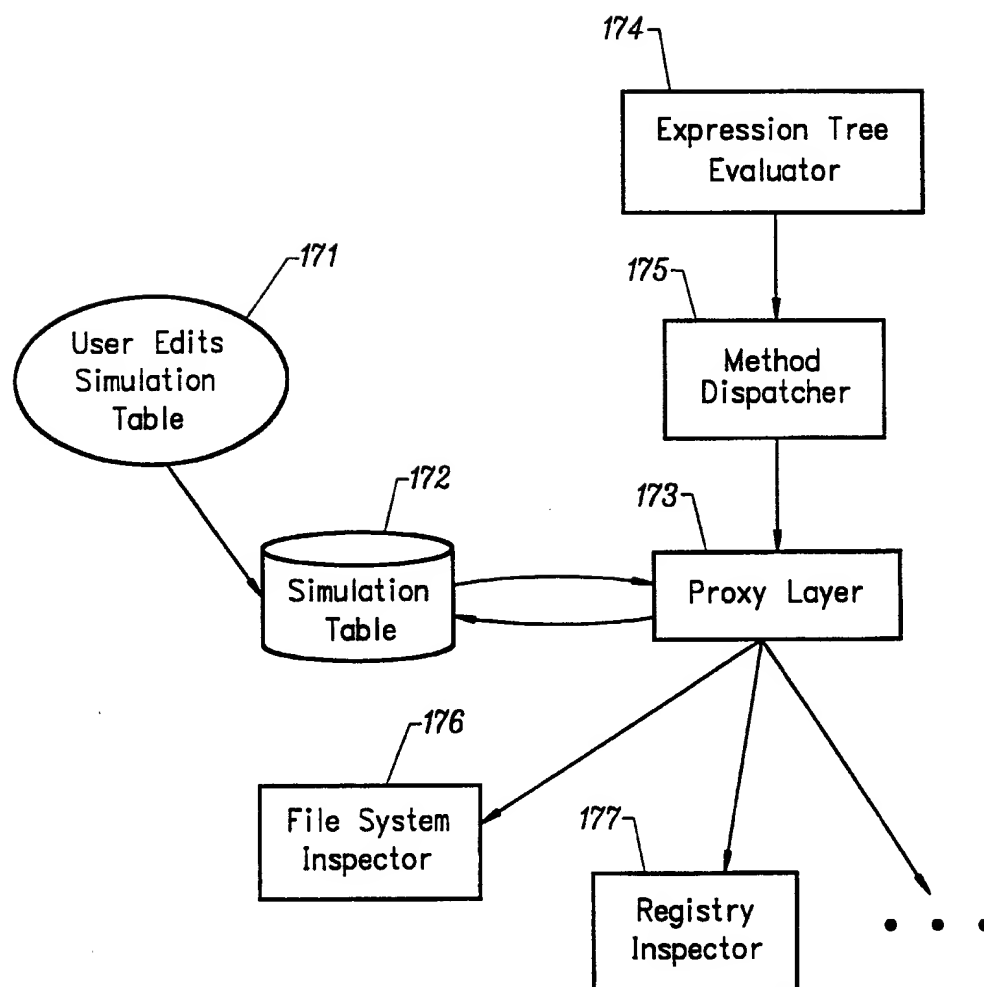 174
Expression Tree
Evaluator
171
175
User Edits
Simulation
Table
Method
Dispatcher
172
173
Simulation
Table
Proxy Layer
176
File System
Inspector
177
Registry
Inspector
• • •